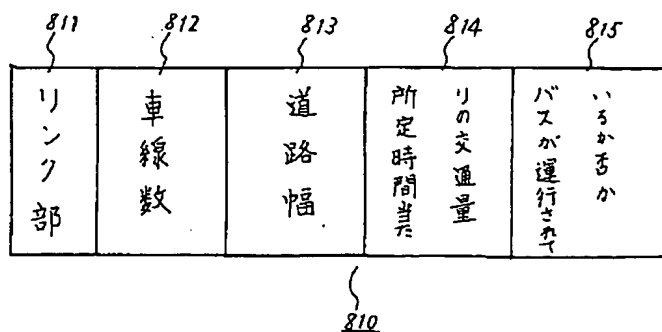 811
812
813
814
815
リンク部
車線数
道路幅
所定時間当た
りの交通量
バスが運行されて
いるか否か
810